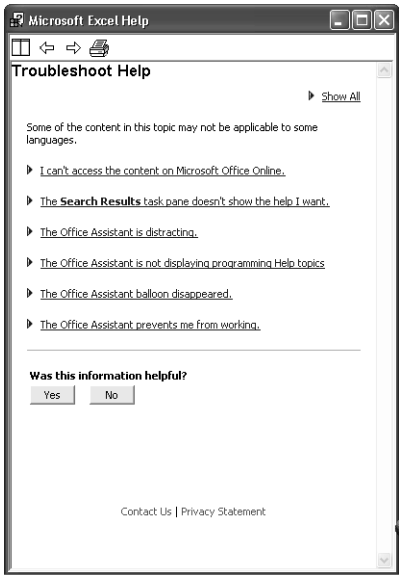 Microsoft Excel Help
Troubleshoot Help
Show All
Some of the content in this topic may not be applicable to some
languages.
I can't access the content on Microsoft Office Online.
The Search Results task pane doesn't show the help I want.
The Office Assistant is distracting.
The Office Assistant is not displaying programming Help topics
The Office Assistant balloon disappeared.
The Office Assistant prevents me from working.
Was this information helpful?
Yes No
Contact Us | Privacy Statement